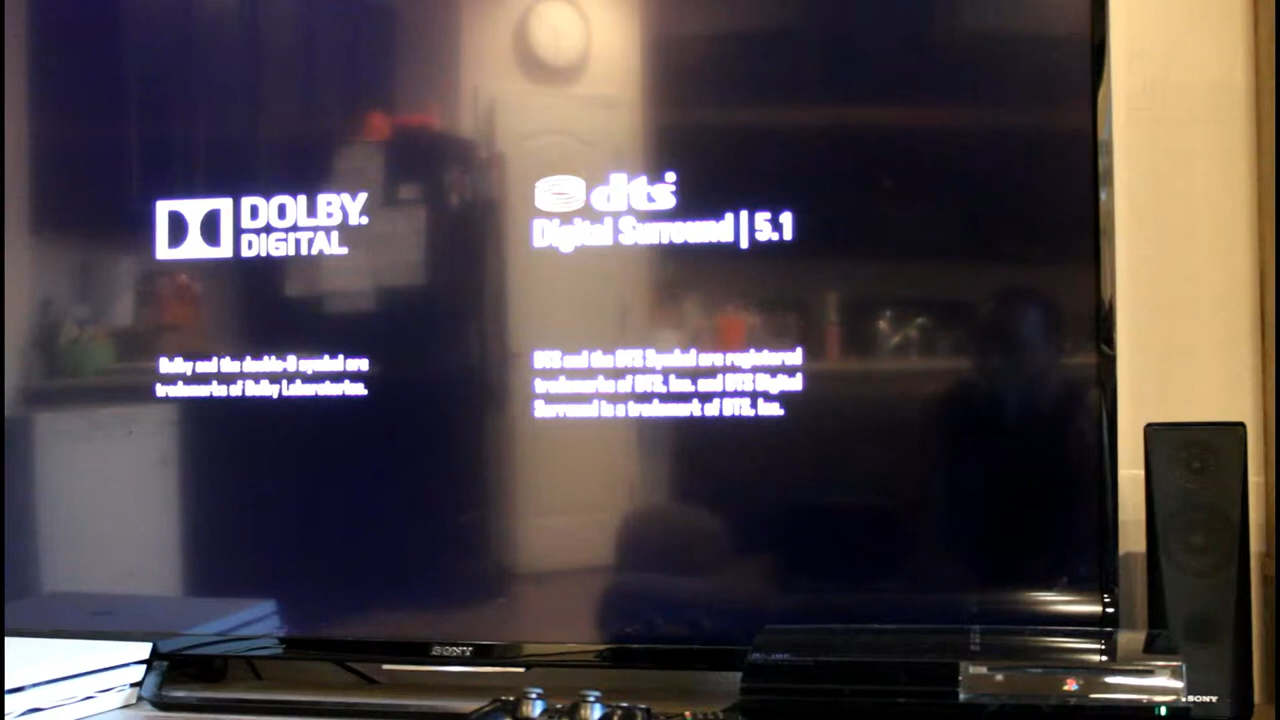 DOLBY.
DIGITAL
dts
Digital Surround | 5.1
Dolby and the double-D symbol are
trademarks of Dolby Laboratories.
DTS and the DTS Symbol are registered
trademarks of DTS, Inc. and DTS Digital
Surround is a trademark of DTS, Inc.
SONY
SONY